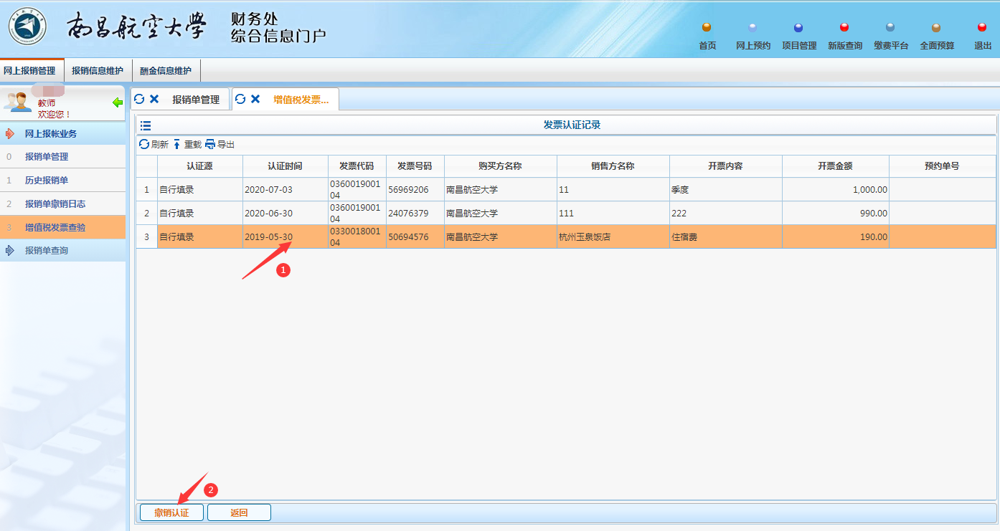 南昌航空大学
财务处
综合信息门户
首页 网上预约 项目管理 新版查询 缴费平台 全面预算 退出
网上报销管理 报销信息维护 酬金信息维护
教师
欢迎您！
网上报帐业务
0 报销单管理
1 历史报销单
2 报销单撤销日志
3 增值税发票查验
报销单查询
报销单管理 增值税发票...
发票认证记录
刷新 重载 导出
认证源 认证时间 发票代码 发票号码 购买方名称 销售方名称 开票内容 开票金额 预约单号
1 自行填录 2020-07-03 036001900104 56969206 南昌航空大学 11 季度 1,000.00
2 自行填录 2020-06-30 036001900104 24076379 南昌航空大学 111 222 990.00
3 自行填录 2019-05-30 033001800104 50694576 南昌航空大学 杭州玉泉饭店 住宿费 190.00
1
2
撤销认证 返回